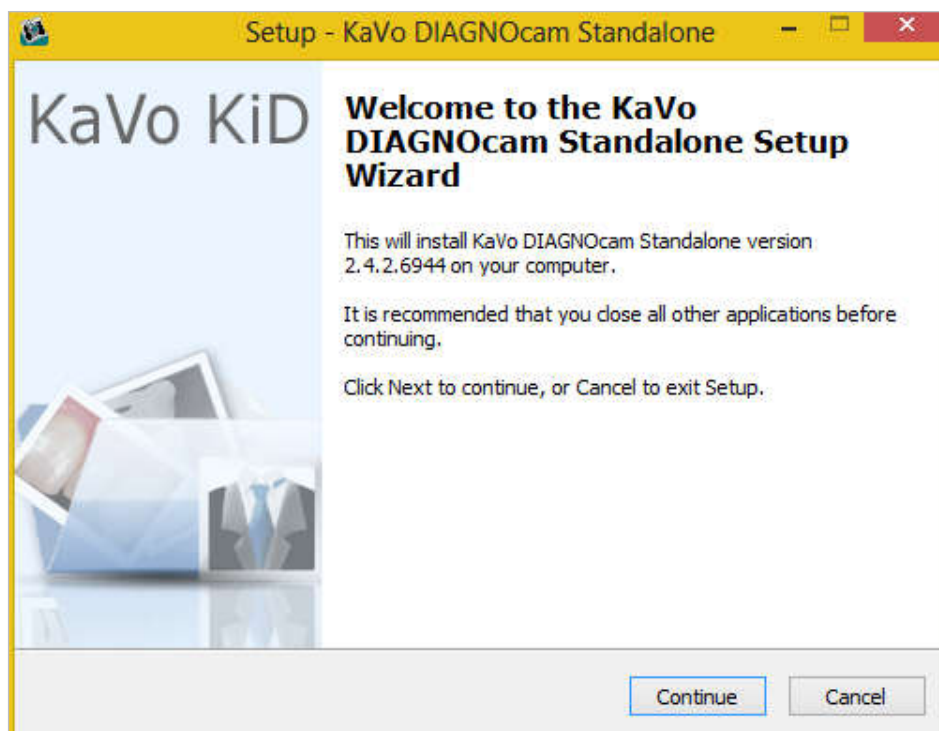 Setup - KaVo DIAGNOcam Standalone
KaVo KiD
Welcome to the KaVo
DIAGNOcam Standalone Setup
Wizard
This will install KaVo DIAGNOcam Standalone version
2.4.2.6944 on your computer.
It is recommended that you close all other applications before
continuing.
Click Next to continue, or Cancel to exit Setup.
Continue
Cancel